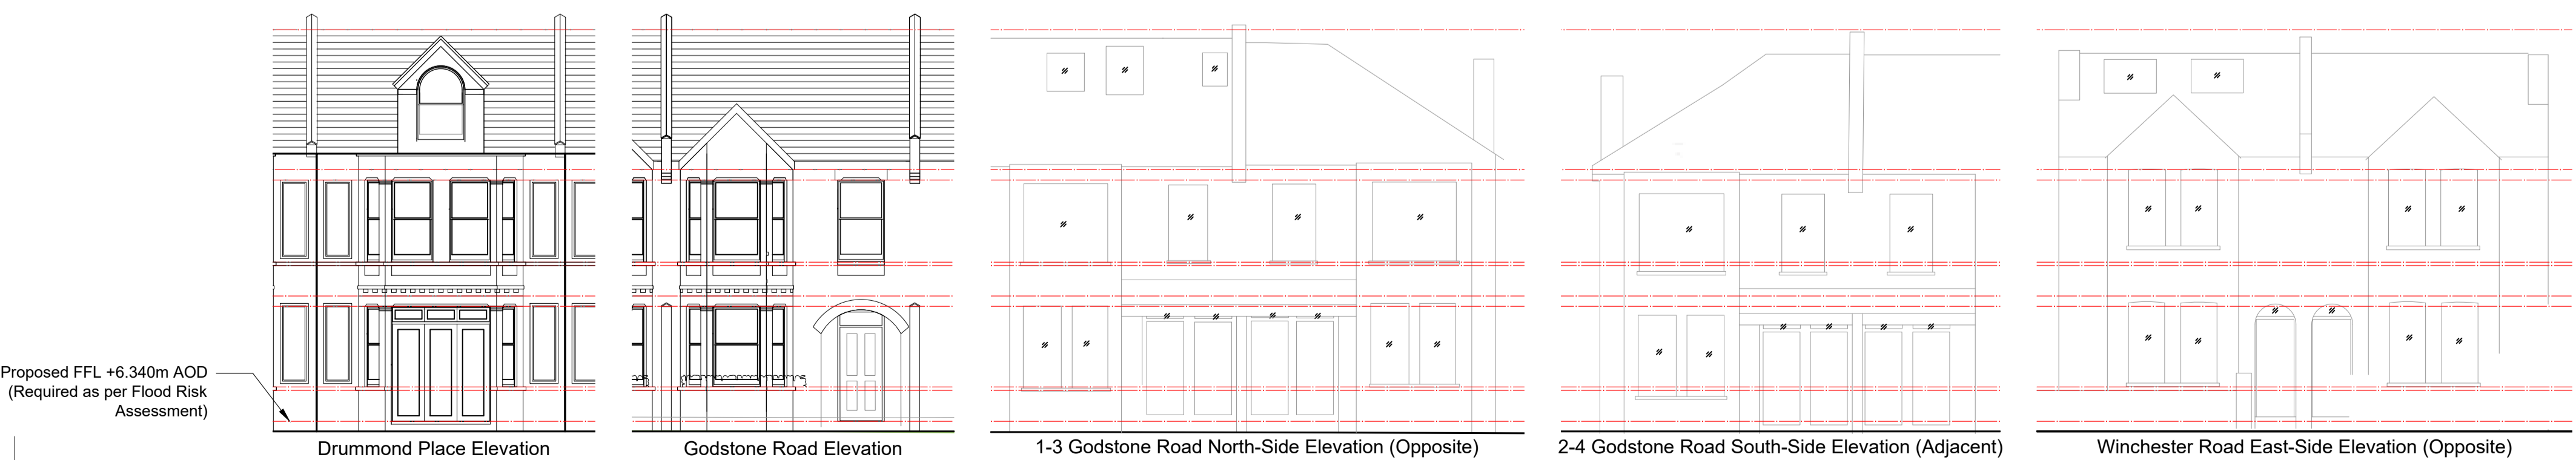 Proposed FFL +6.340m AOD
(Required as per Flood Risk
Assessment)
Drummond Place Elevation
Godstone Road Elevation
1-3 Godstone Road North-Side Elevation (Opposite)
2-4 Godstone Road South-Side Elevation (Adjacent)
Winchester Road East-Side Elevation (Opposite)